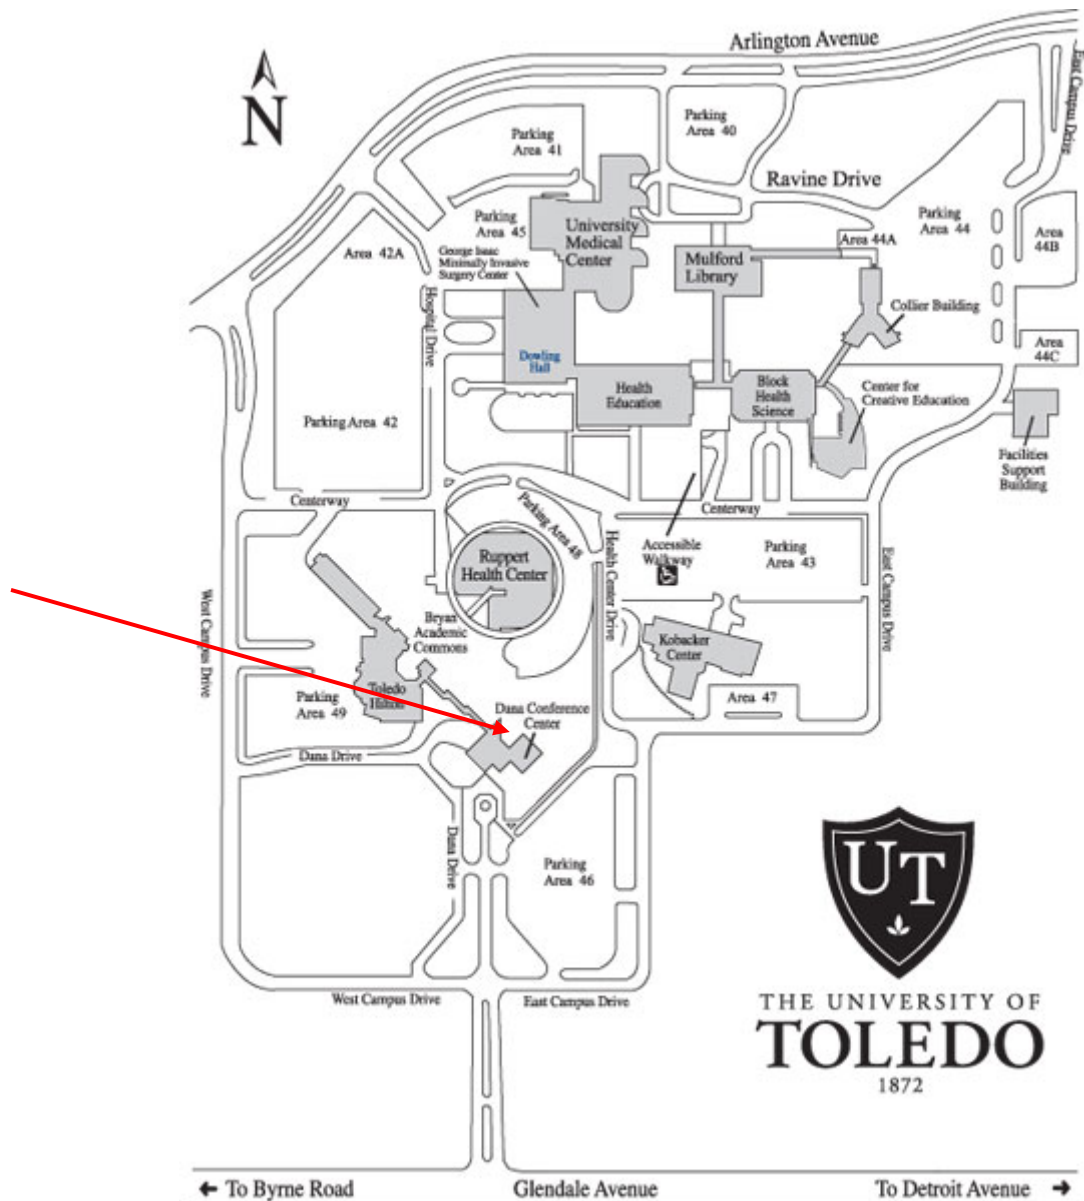 Arlington Avenue
East Campus Drive
N
Parking
Area 40
Parking
Area 41
Ravine Drive
Parking
Area 45
University
Medical
Center
Parking
Area 44
Area
44B
Area 42A
George Isaac
Minimally Invasive
Surgery Center
Mulford
Library
Area 44A
Hospital Drive
Collier Building
Area
44C
Dowling
Hall
Health
Education
Block
Health
Science
Center for
Creative Education
Parking Area 42
Facilities
Support
Building
Centerway
Parking Area 48
Centerway
Ruppert
Health Center
Health Center Drive
Accessible
Walkway
Parking
Area 43
East Campus Drive
West Campus Drive
Bryan
Academic
Commons
Kobacker
Center
Toledo
Hilton
Parking
Area 49
Area 47
Dana Conference
Center
Dana Drive
Dana Drive
Parking
Area 46
UT
West Campus Drive
East Campus Drive
THE UNIVERSITY OF
TOLEDO
1872
← To Byrne Road
Glendale Avenue
To Detroit Avenue →